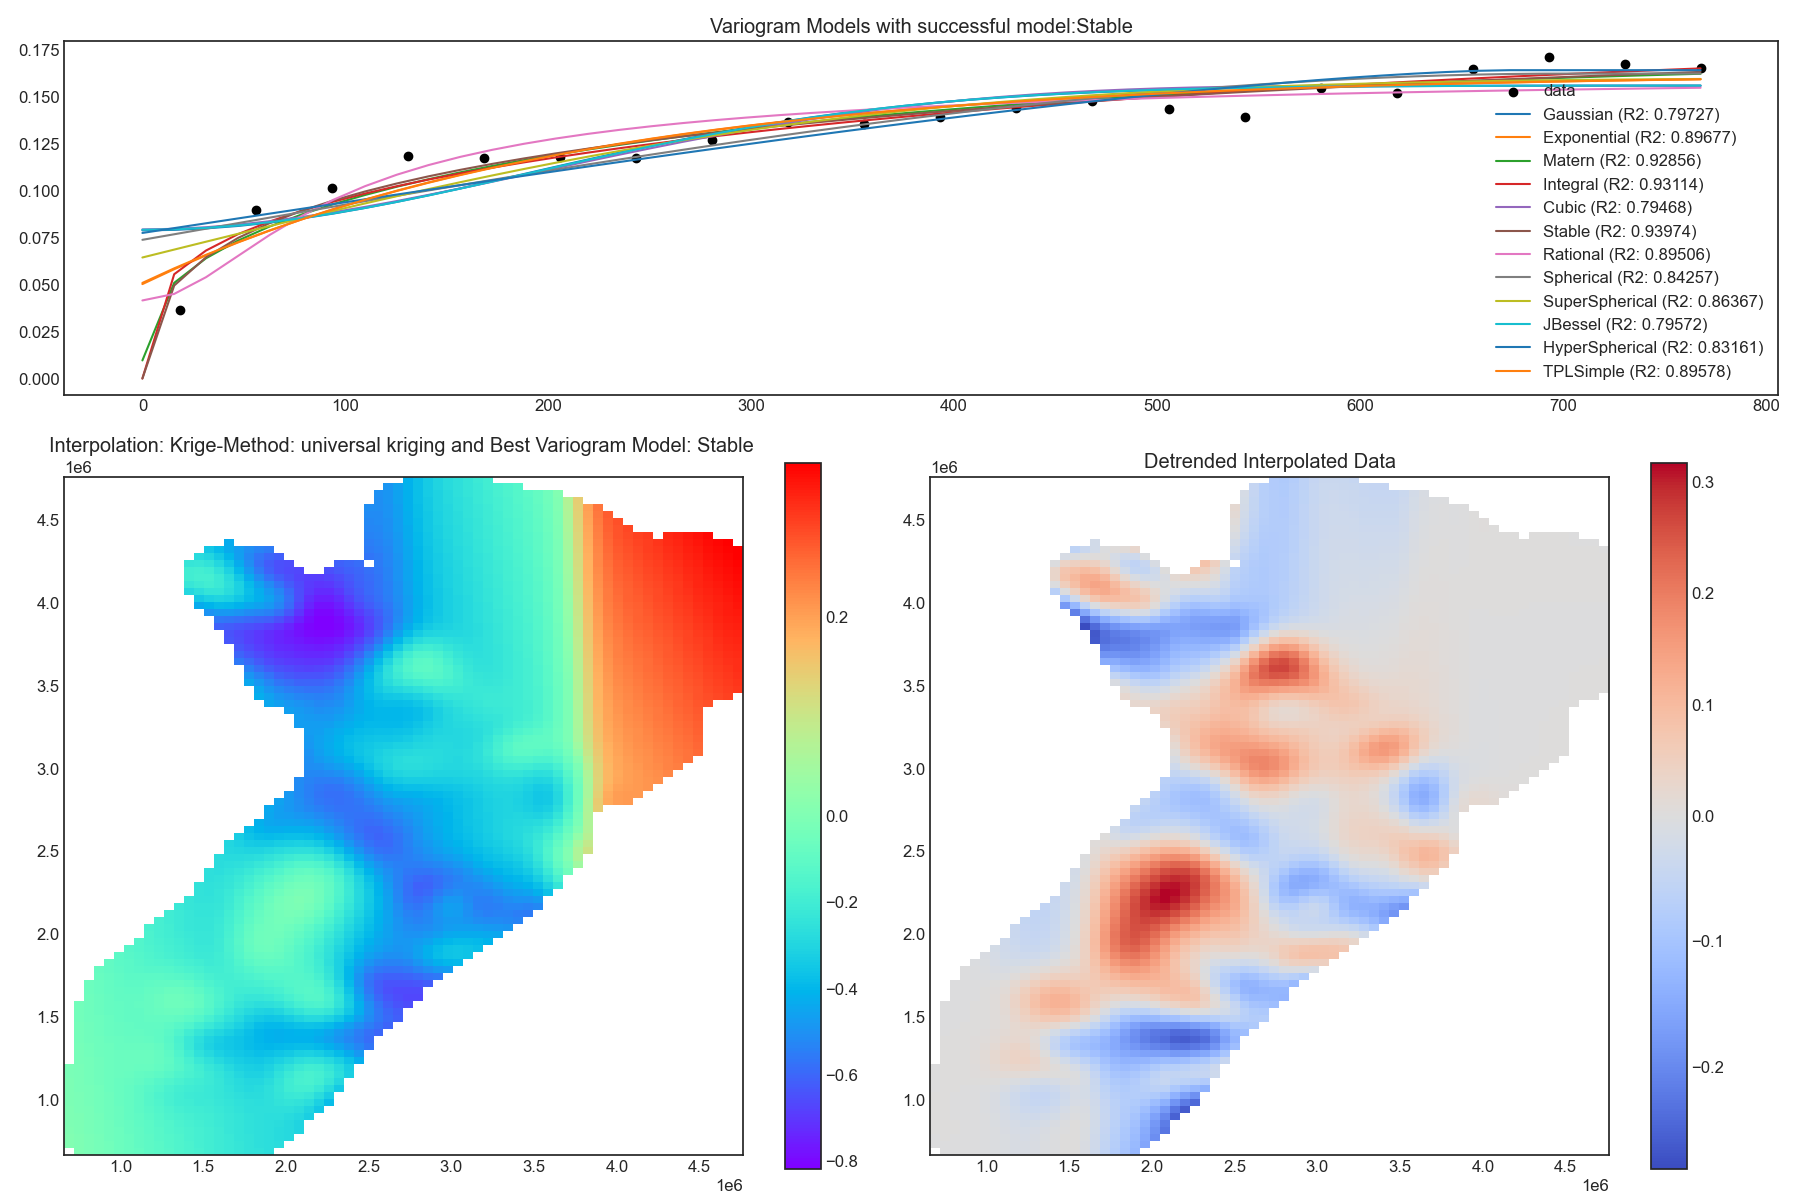 Variogram Models with successful model:Stable
0.175
0.150
0.125
0.100
0.075
0.050
0.025
0.000
data
Gaussian (R2: 0.79727)
Exponential (R2: 0.89677)
Matern (R2: 0.92856)
Integral (R2: 0.93114)
Cubic (R2: 0.79468)
Stable (R2: 0.93974)
Rational (R2: 0.89506)
Spherical (R2: 0.84257)
SuperSpherical (R2: 0.86367)
JBessel (R2: 0.79572)
HyperSpherical (R2: 0.83161)
TPLSimple (R2: 0.89578)
0 100 200 300 400 500 600 700 800
Interpolation: Krige-Method: universal kriging and Best Variogram Model: Stable
1e6
4.5
4.0
3.5
3.0
2.5
2.0
1.5
1.0
1.0 1.5 2.0 2.5 3.0 3.5 4.0 4.5
1e6
0.2
0.0
−0.2
−0.4
−0.6
−0.8
Detrended Interpolated Data
1e6
4.5
4.0
3.5
3.0
2.5
2.0
1.5
1.0
1.0 1.5 2.0 2.5 3.0 3.5 4.0 4.5
1e6
0.3
0.2
0.1
0.0
−0.1
−0.2